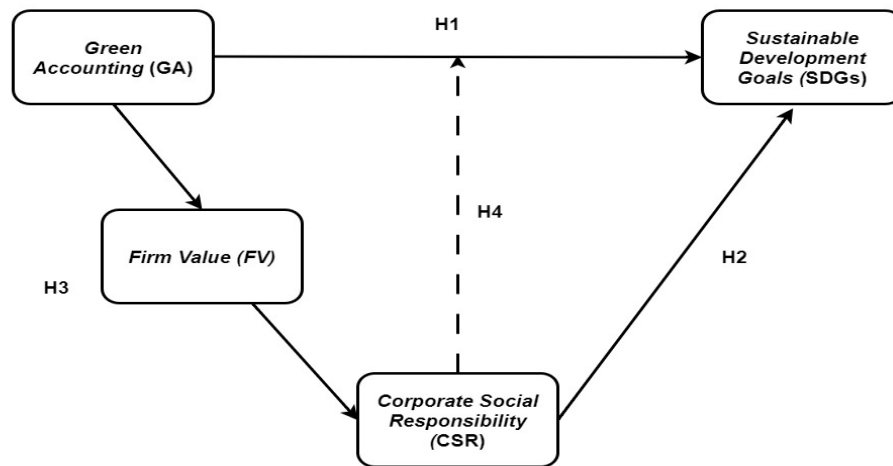 H1
Green
Accounting (GA)
Sustainable
Development
Goals (SDGs)
H4
Firm Value (FV)
H2
H3
Corporate Social
Responsibility
(CSR)